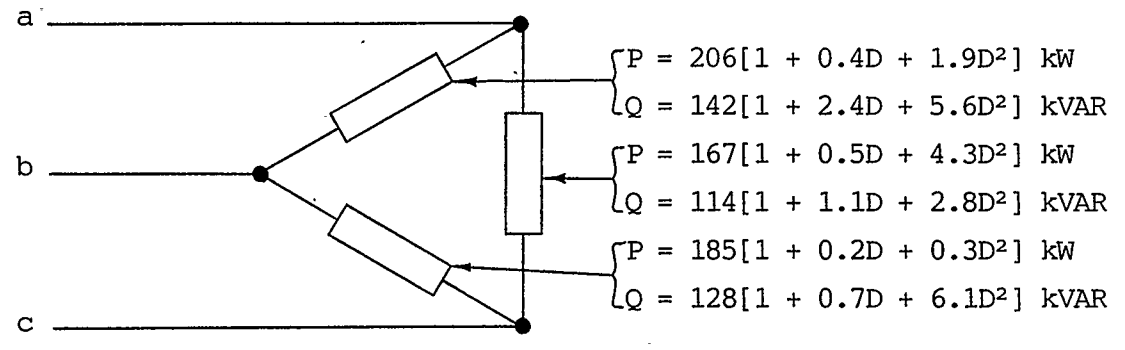 a
P = 206[1 + 0.4D + 1.9D²] kW
Q = 142[1 + 2.4D + 5.6D²] kVAR
b
P = 167[1 + 0.5D + 4.3D²] kW
Q = 114[1 + 1.1D + 2.8D²] kVAR
P = 185[1 + 0.2D + 0.3D²] kW
Q = 128[1 + 0.7D + 6.1D²] kVAR
c